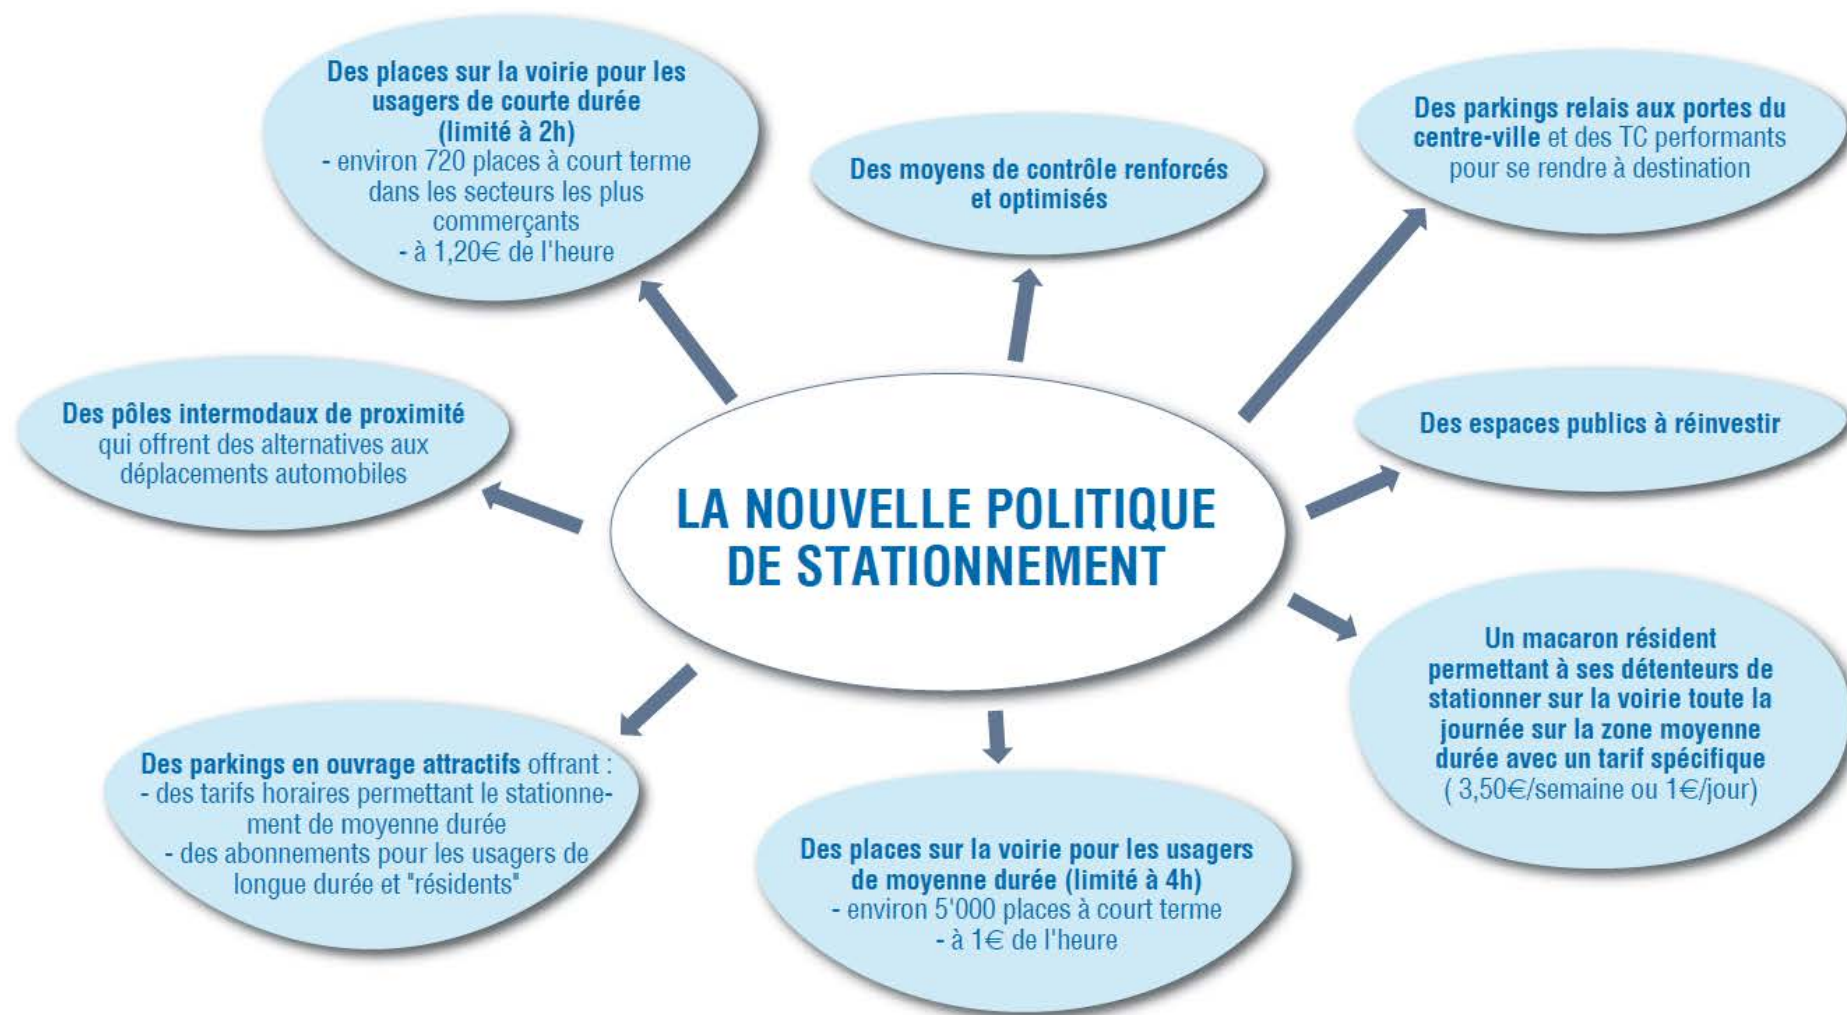 Des places sur la voirie pour les
usagers de courte durée
(limité à 2h)
- environ 720 places à court terme
dans les secteurs les plus
commerçants
- à 1,20€ de l'heure
Des moyens de contrôle renforcés
et optimisés
Des parkings relais aux portes du
centre-ville et des TC performants
pour se rendre à destination
Des pôles intermodaux de proximité
qui offrent des alternatives aux
déplacements automobiles
LA NOUVELLE POLITIQUE
DE STATIONNEMENT
Des espaces publics à réinvestir
Un macaron résident
permettant à ses détenteurs de
stationner sur la voirie toute la
journée sur la zone moyenne
durée avec un tarif spécifique
( 3,50€/semaine ou 1€/jour)
Des parkings en ouvrage attractifs offrant :
- des tarifs horaires permettant le stationne-
ment de moyenne durée
- des abonnements pour les usagers de
longue durée et "résidents"
Des places sur la voirie pour les usagers
de moyenne durée (limité à 4h)
- environ 5'000 places à court terme
- à 1€ de l'heure